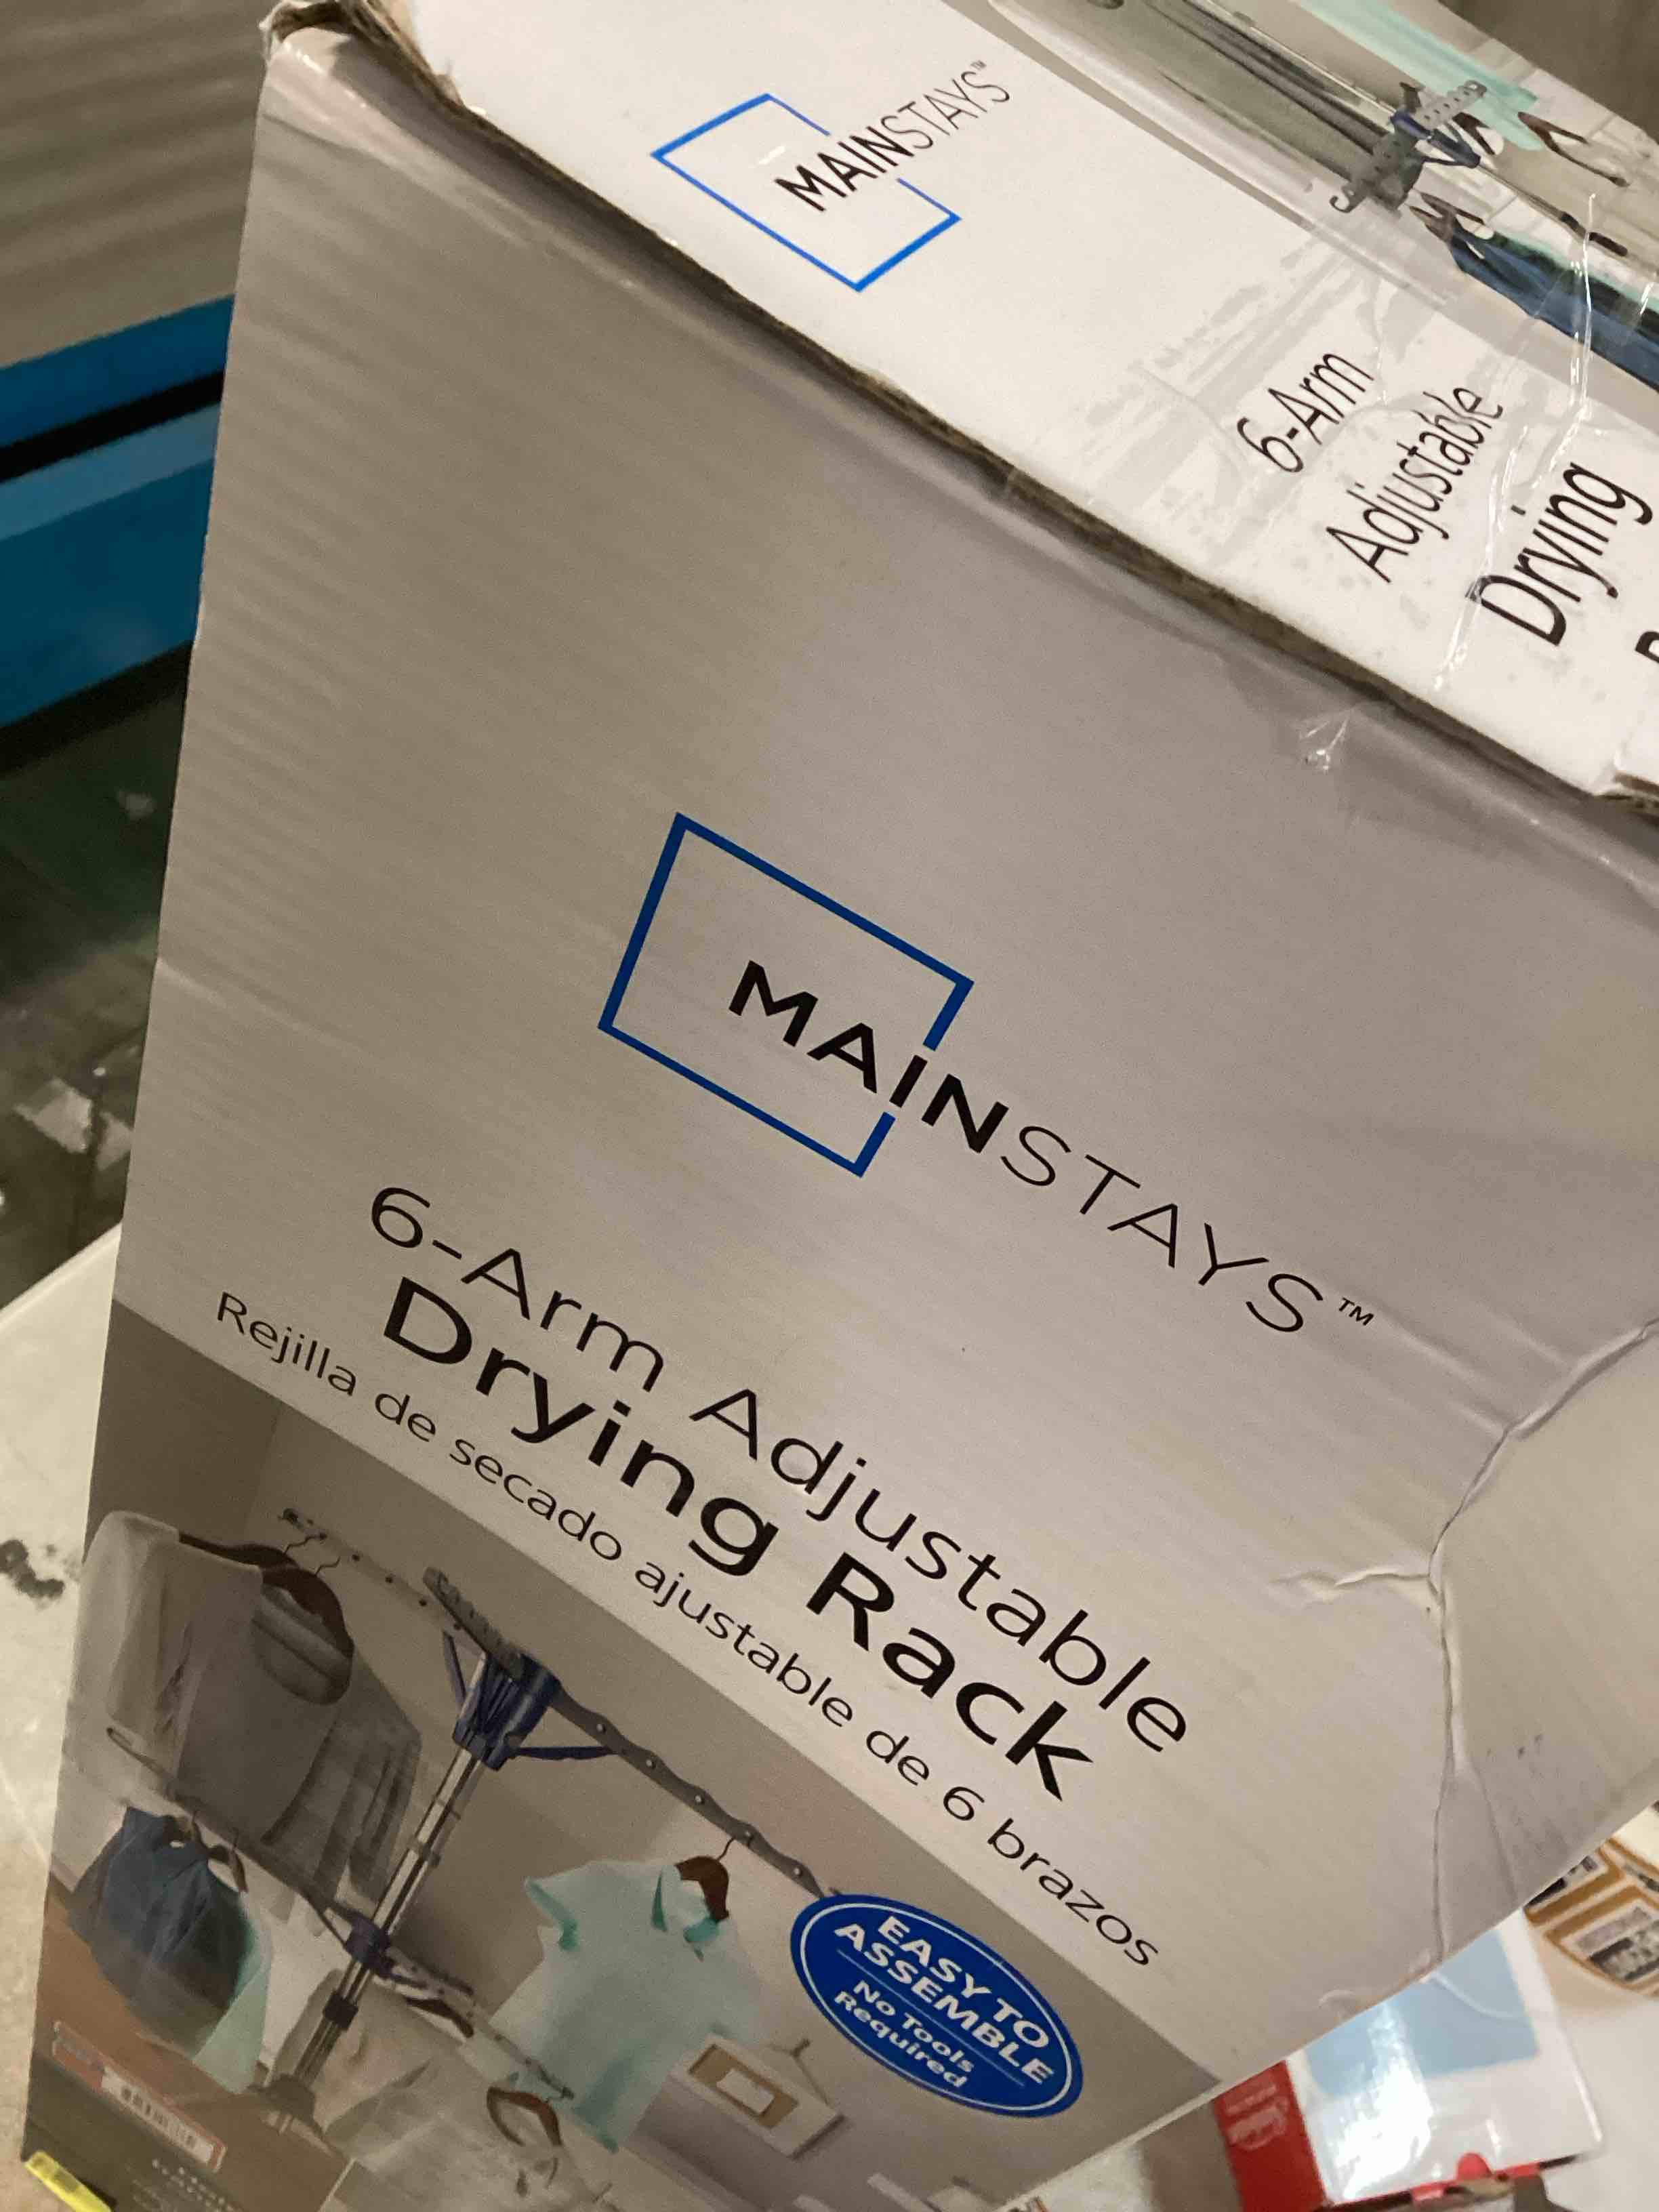 MAINSTAYS™
6-Arm
Adjustable
Drying
MAINSTAYS™
6-Arm Adjustable
Drying Rack
Rejilla de secado ajustable de 6 brazos
EASY TO
ASSEMBLE
No Tools
Required